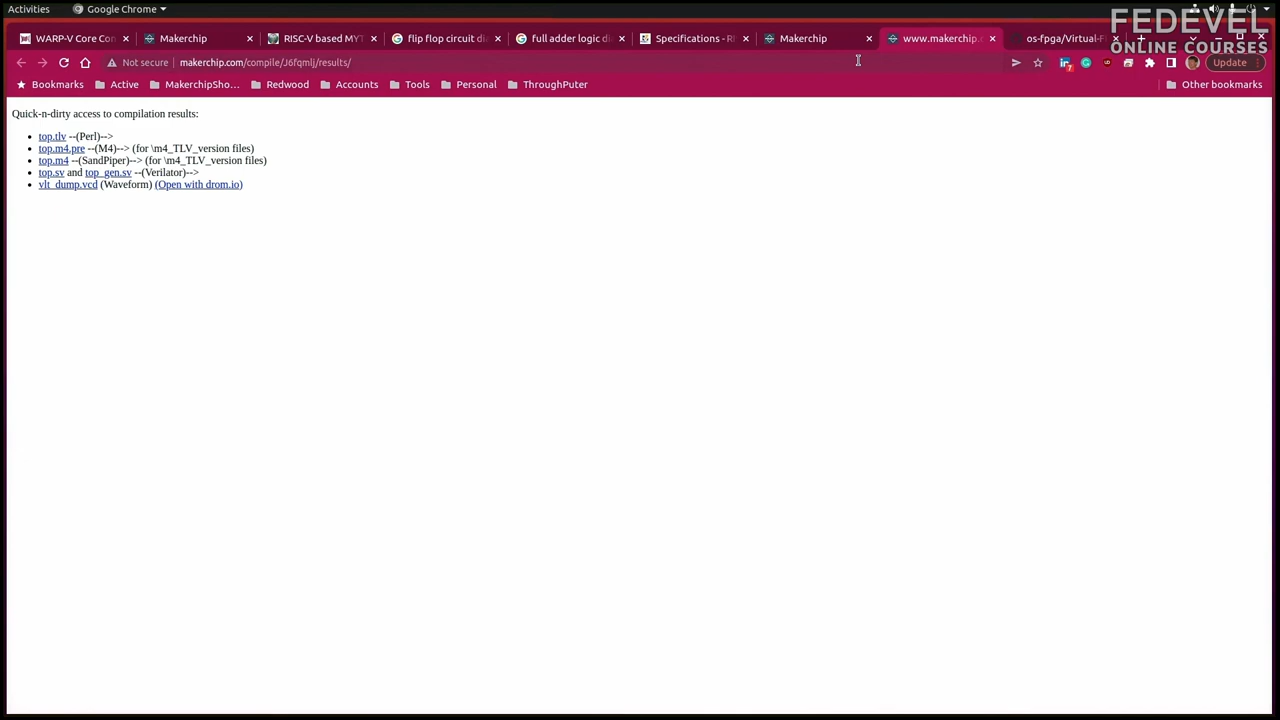 Activities Google Chrome
FEDEVEL
ONLINE COURSES
WARP-V Core Con Makerchip RISC-V based MYT flip flop circuit di full adder logic di Specifications - RI Makerchip www.makerchip. os-fpga/Virtual-F
Not secure makerchip.com/compile/J6fqmlj/results/ Update
Bookmarks Active MakerchipSho... Redwood Accounts Tools Personal ThroughPuter Other bookmarks
Quick-n-dirty access to compilation results:
• top.tlv --(Perl)-->
• top.m4.pre --(M4)--> (for \m4_TLV_version files)
• top.m4 --(SandPiper)--> (for \m4_TLV_version files)
• top.sv and top_gen.sv --(Verilator)-->
• vlt_dump.vcd (Waveform) (Open with drom.io)